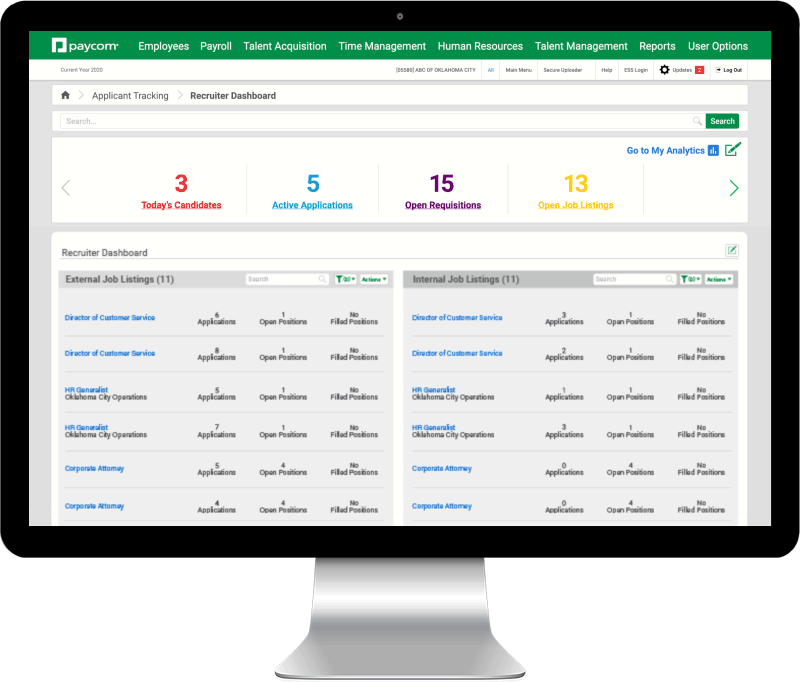 paycom Employees Payroll Talent Acquisition Time Management Human Resources Talent Management Reports User Options
Current Year 2020 [0SS80] ABC OF OKLAHOMA CITY All Main Menu Secure Uploader Help ESS Login Updates 2 Log Out
Applicant Tracking Recruiter Dashboard
Search... Search
Go to My Analytics
3 5 15 13
Today's Candidates Active Applications Open Requisitions Open Job Listings
Recruiter Dashboard
External Job Listings (11) Search Actions
Director of Customer Service 6 Applications 1 Open Positions No Filled Positions
Director of Customer Service 8 Applications 1 Open Positions No Filled Positions
HR Generalist 5 Applications 1 Open Positions No Filled Positions
Oklahoma City Operations
HR Generalist 7 Applications 1 Open Positions No Filled Positions
Oklahoma City Operations
Corporate Attorney 5 Applications 4 Open Positions No Filled Positions
Corporate Attorney 4 Applications 4 Open Positions No Filled Positions
Internal Job Listings (11) Search Actions
Director of Customer Service 3 Applications 1 Open Positions No Filled Positions
Director of Customer Service 2 Applications 1 Open Positions No Filled Positions
HR Generalist 1 Applications 1 Open Positions No Filled Positions
Oklahoma City Operations
HR Generalist 3 Applications 1 Open Positions No Filled Positions
Oklahoma City Operations
Corporate Attorney 0 Applications 4 Open Positions No Filled Positions
Corporate Attorney 0 Applications 4 Open Positions No Filled Positions